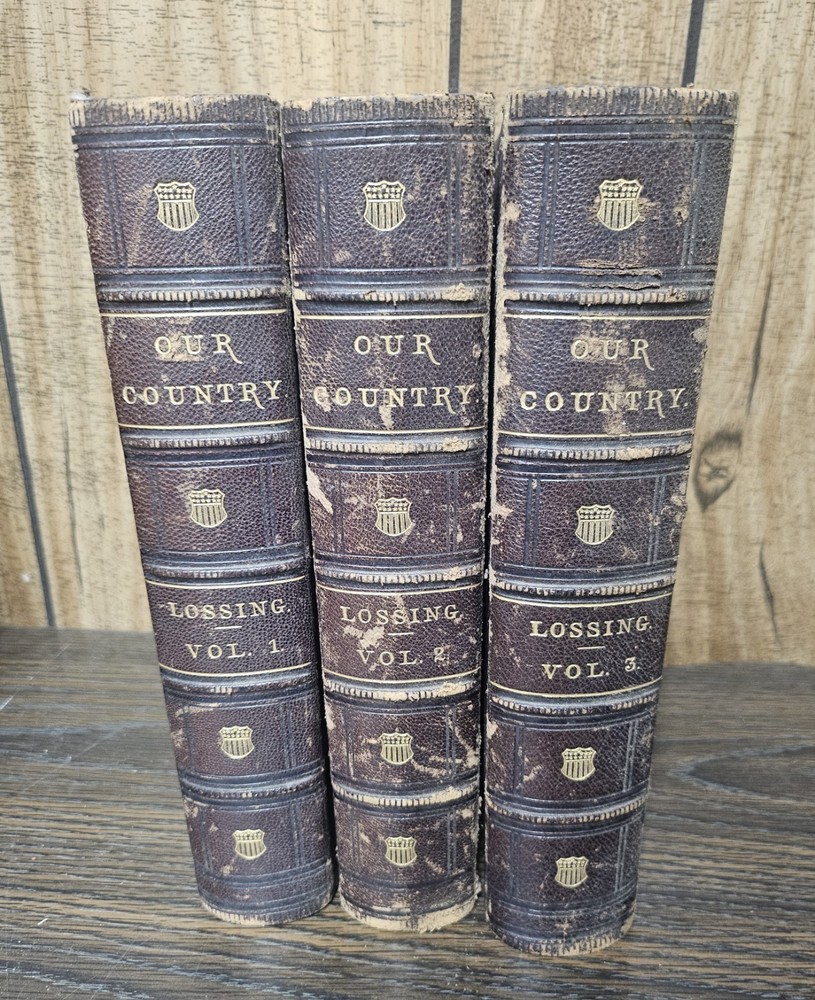 OUR
COUNTRY
LOSSING.
VOL. 1.
OUR
COUNTRY.
LOSSING.
VOL. 2.
OUR
COUNTRY.
LOSSING.
VOL. 3.